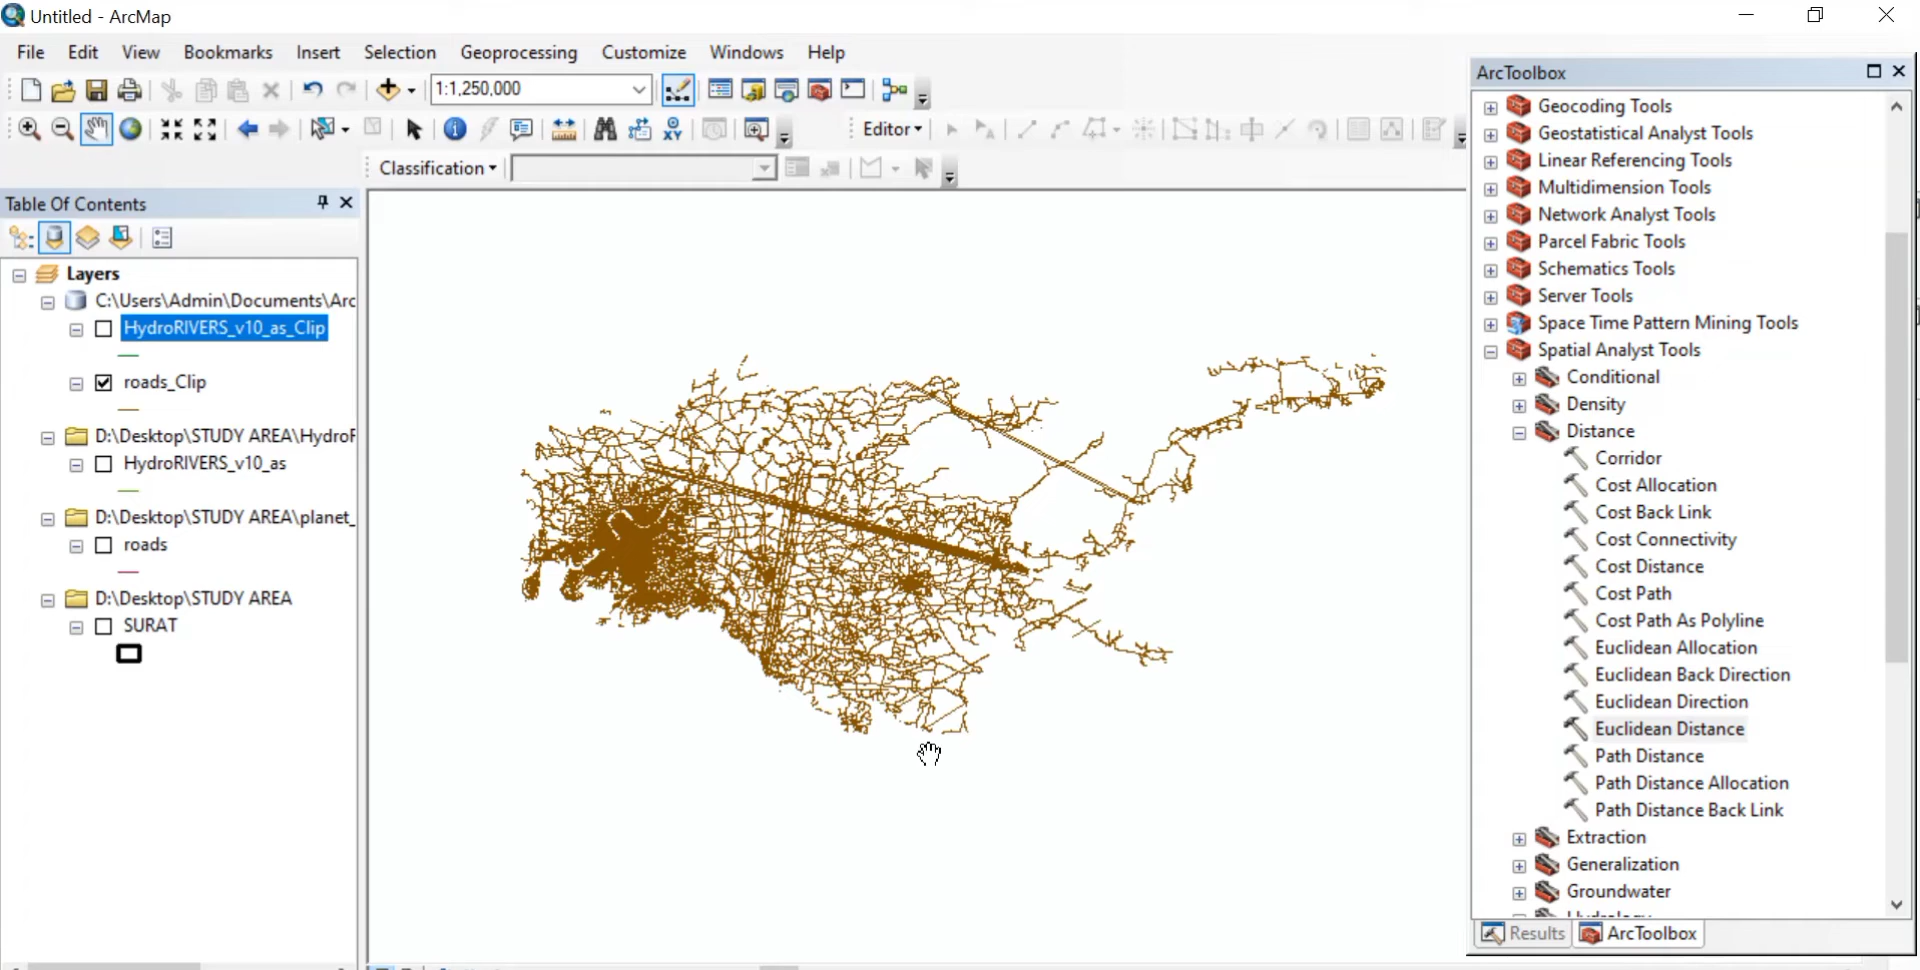 Untitled - ArcMap
File Edit View Bookmarks Insert Selection Geoprocessing Customize Windows Help
1:1,250,000
Editor
Classification
Table Of Contents
Layers
C:\Users\Admin\Documents\Arc
HydroRIVERS_v10_as_Clip
roads_Clip
D:\Desktop\STUDY AREA\HydroF
HydroRIVERS_v10_as
D:\Desktop\STUDY AREA\planet_
roads
D:\Desktop\STUDY AREA
SURAT
ArcToolbox
Geocoding Tools
Geostatistical Analyst Tools
Linear Referencing Tools
Multidimension Tools
Network Analyst Tools
Parcel Fabric Tools
Schematics Tools
Server Tools
Space Time Pattern Mining Tools
Spatial Analyst Tools
Conditional
Density
Distance
Corridor
Cost Allocation
Cost Back Link
Cost Connectivity
Cost Distance
Cost Path
Cost Path As Polyline
Euclidean Allocation
Euclidean Back Direction
Euclidean Direction
Euclidean Distance
Path Distance
Path Distance Allocation
Path Distance Back Link
Extraction
Generalization
Groundwater
Results ArcToolbox